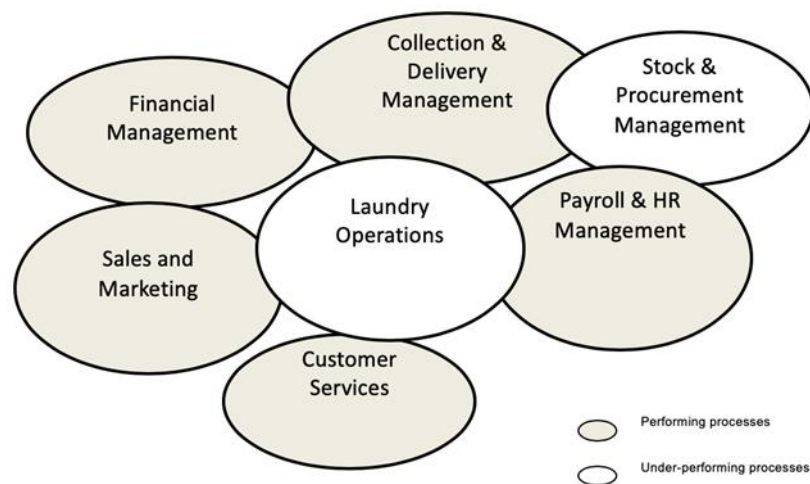 Collection &
Delivery
Management
Stock &
Procurement
Management
Financial
Management
Laundry
Operations
Payroll & HR
Management
Sales and
Marketing
Customer
Services
Performing processes
Under-performing processes